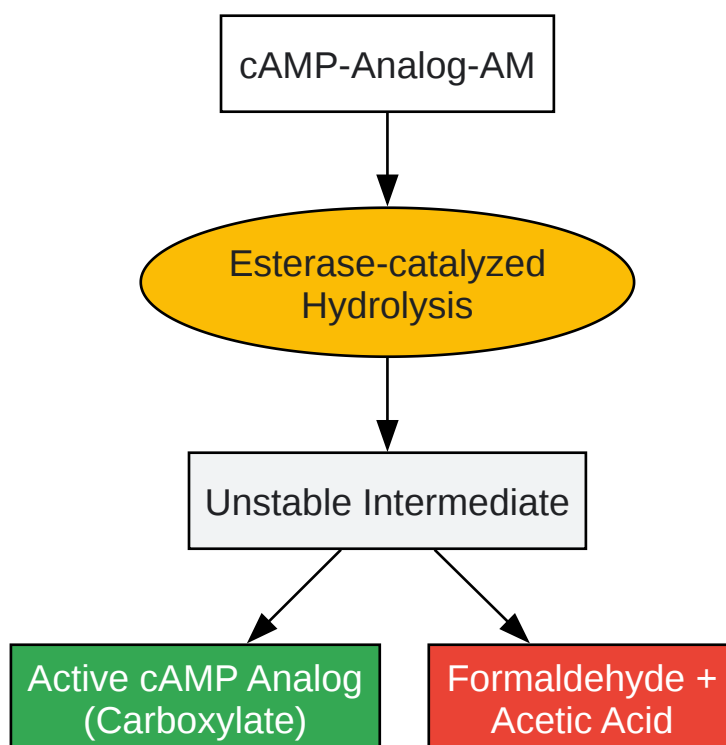 cAMP-Analog-AM
Esterase-catalyzed
Hydrolysis
Unstable Intermediate
Active cAMP Analog
(Carboxylate)
Formaldehyde +
Acetic Acid